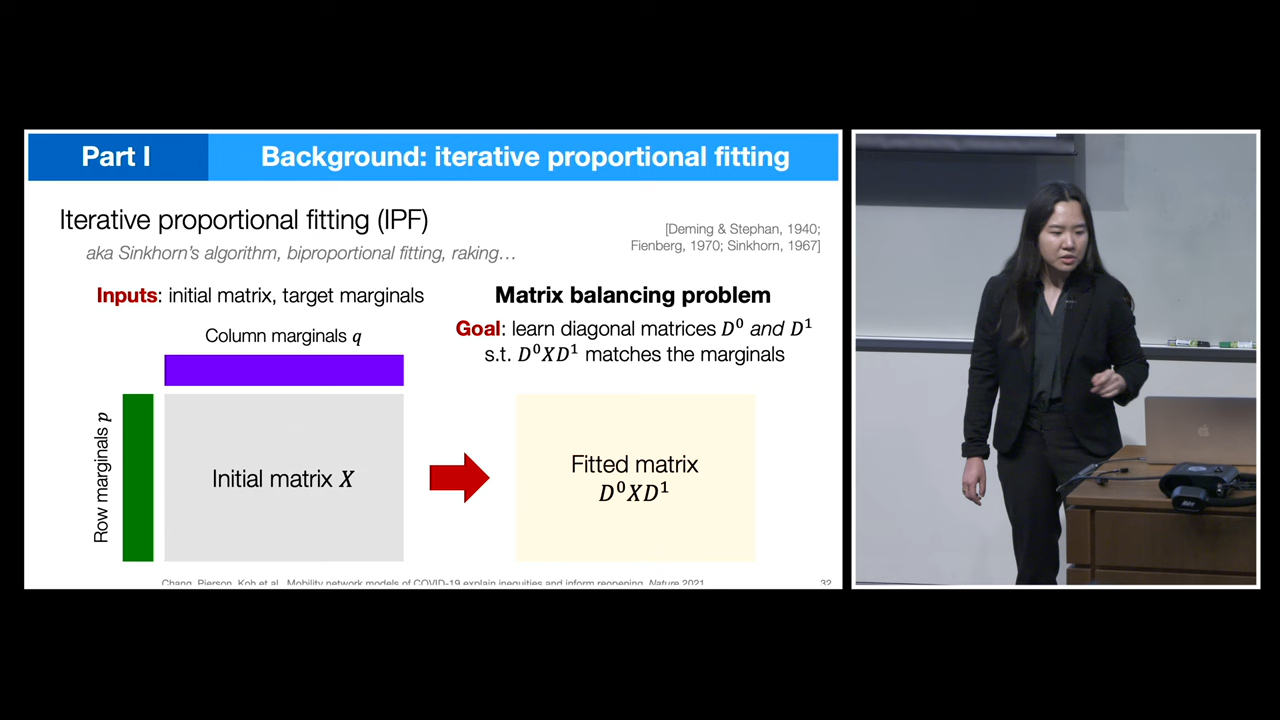 Part I
Background: iterative proportional fitting
Iterative proportional fitting (IPF)
aka Sinkhorn's algorithm, biproportional fitting, raking…
[Deming & Stephan, 1940;
Fienberg, 1970; Sinkhorn, 1967]
Inputs: initial matrix, target marginals
Column marginals q
Row marginals p
Initial matrix X
Matrix balancing problem
Goal: learn diagonal matrices D⁰ and D¹
s.t. D⁰XD¹ matches the marginals
Fitted matrix
D⁰XD¹
Chang, Pierson, Koh et al., Mobility network models of COVID-19 explain inequities and inform reopening, Nature 2021
32